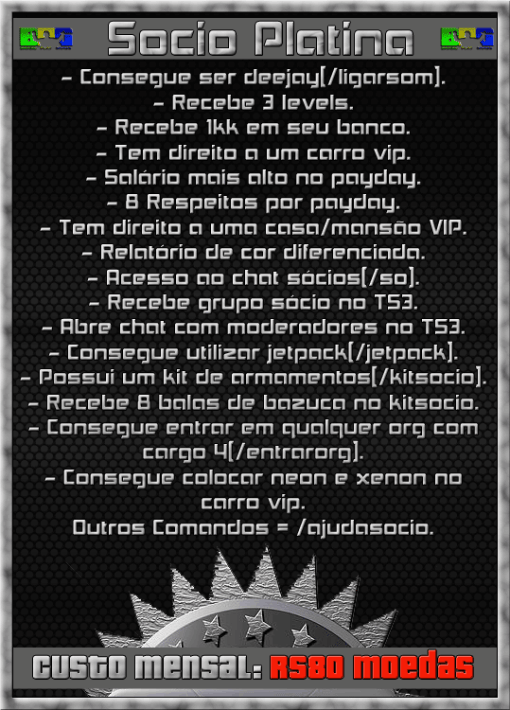 Socio Platina
- Consegue ser deejay[/ligarsom].
- Recebe 3 levels.
- Recebe 1kk em seu banco.
- Tem direito a um carro vip.
- Salário mais alto no payday.
- 8 Respeitos por payday.
- Tem direito a uma casa/mansão VIP.
- Relatório de cor diferenciada.
- Acesso ao chat sócios[/so].
- Recebe grupo sócio no TS3.
- Abre chat com moderadores no TS3.
- Consegue utilizar jetpack[/jetpack].
- Possui um kit de armamentos[/kitsocio].
- Recebe 8 balas de bazuca no kitsocio.
- Consegue entrar em qualquer org com
cargo 4[/entrarorg].
- Consegue colocar neon e xenon no
carro vip.
Outros Comandos = /ajudasocio.
Custo mensal: R$80 moedas